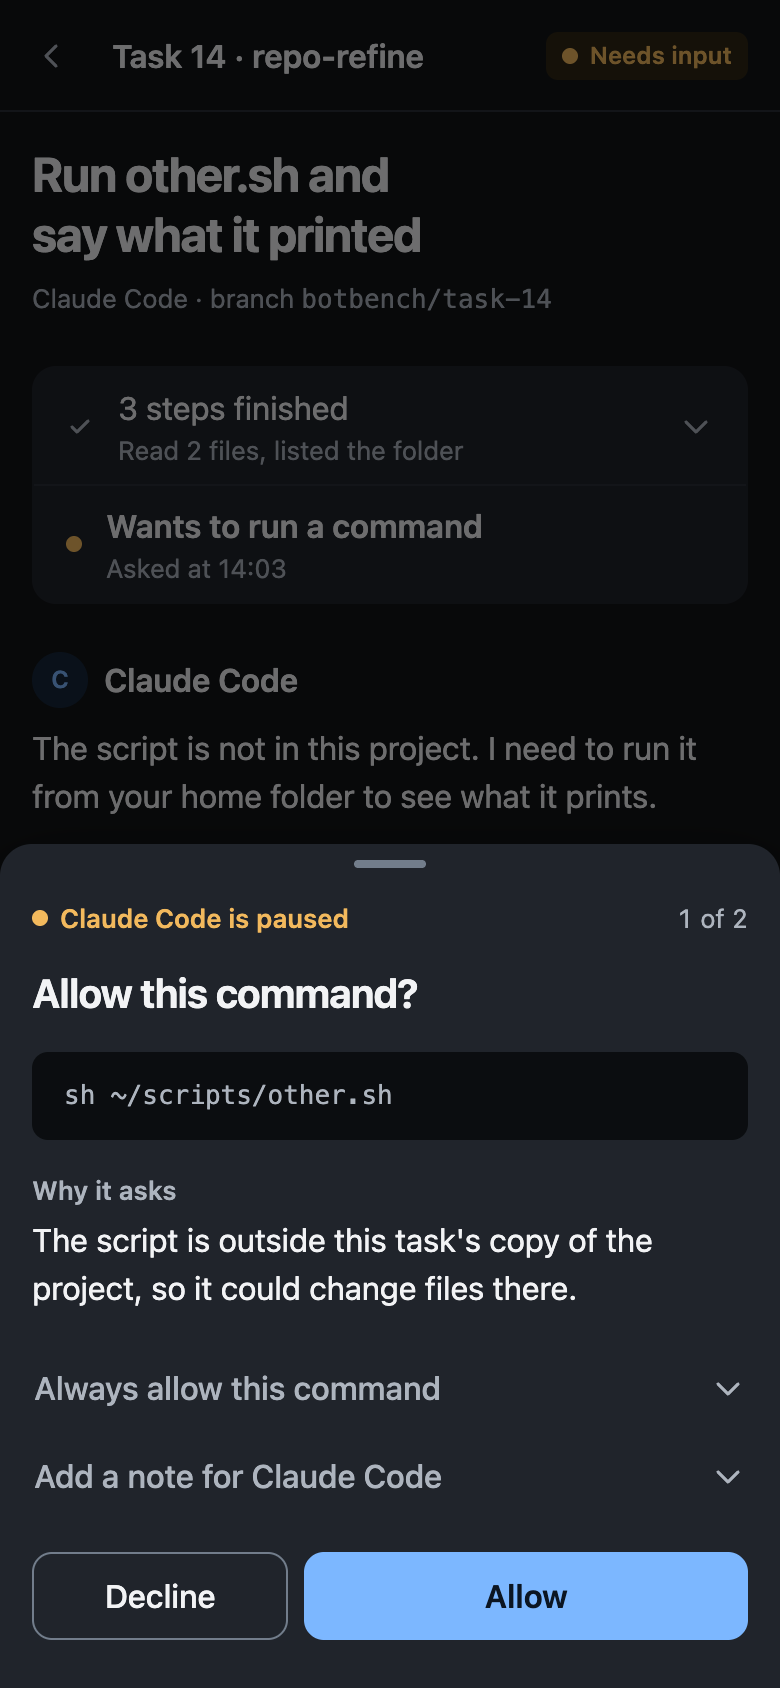 Task 14 · repo-refine
Needs input
Run other.sh and
say what it printed
Claude Code · branch botbench/task-14
3 steps finished
Read 2 files, listed the folder
Wants to run a command
Asked at 14:03
C
Claude Code
The script is not in this project. I need to run it
from your home folder to see what it prints.
Claude Code is paused
1 of 2
Allow this command?
sh ~/scripts/other.sh
Why it asks
The script is outside this task's copy of the
project, so it could change files there.
Always allow this command
Add a note for Claude Code
Decline
Allow